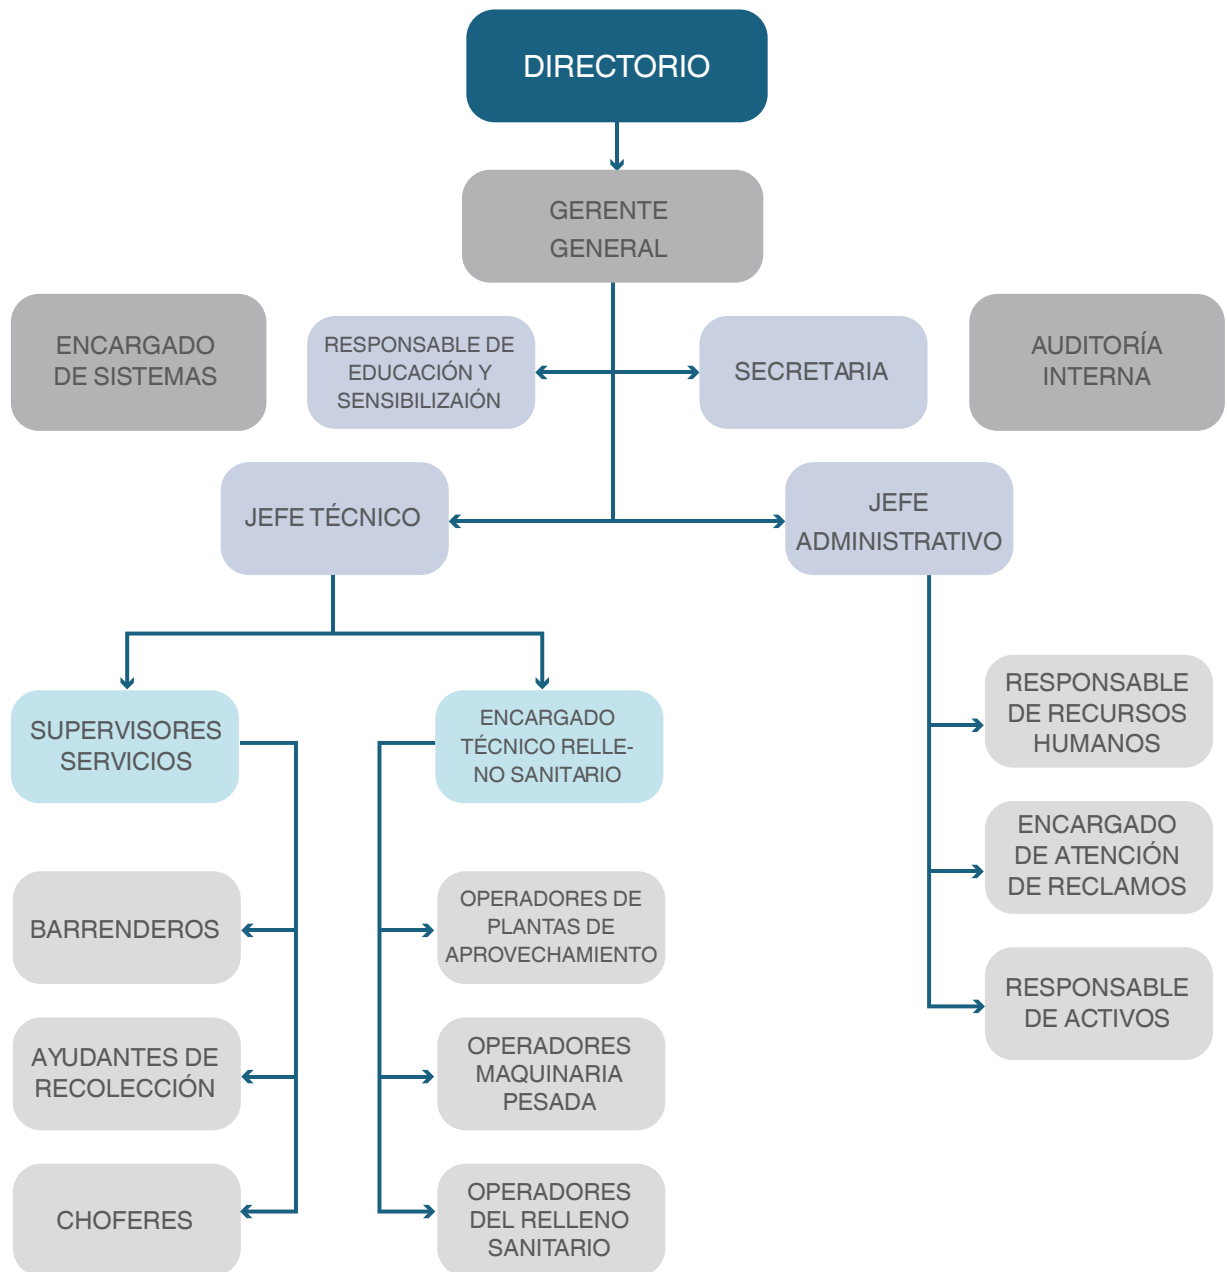 DIRECTORIO
GERENTE
GENERAL
ENCARGADO
DE SISTEMAS
RESPONSABLE DE
EDUCACIÓN Y
SENSIBILIZAIÓN
SECRETARIA
AUDITORÍA
INTERNA
JEFE TÉCNICO
JEFE
ADMINISTRATIVO
SUPERVISORES
SERVICIOS
ENCARGADO
TÉCNICO RELLE-
NO SANITARIO
RESPONSABLE
DE RECURSOS
HUMANOS
ENCARGADO
DE ATENCIÓN
DE RECLAMOS
BARRENDEROS
OPERADORES DE
PLANTAS DE
APROVECHAMIENTO
RESPONSABLE
DE ACTIVOS
AYUDANTES DE
RECOLECCIÓN
OPERADORES
MAQUINARIA
PESADA
CHOFERES
OPERADORES
DEL RELLENO
SANITARIO